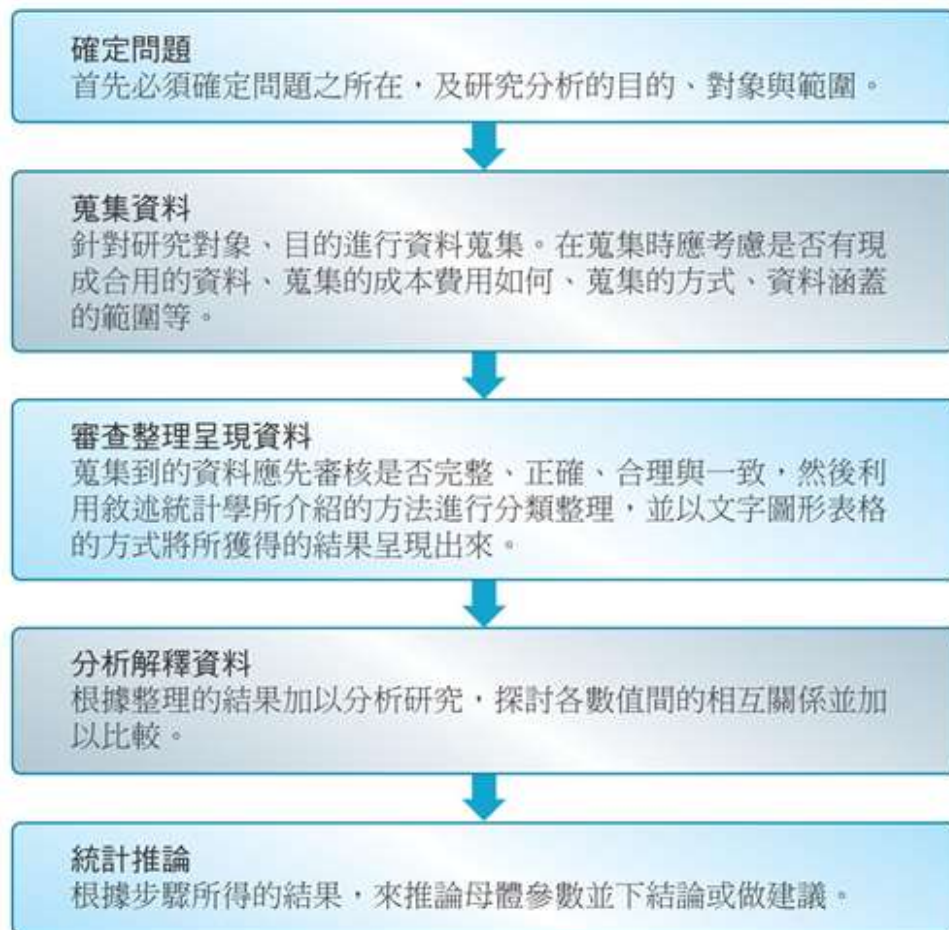 確定問題
首先必須確定問題之所在，及研究分析的目的、對象與範圍。
蒐集資料
針對研究對象、目的進行資料蒐集。在蒐集時應考慮是否有現
成合用的資料、蒐集的成本費用如何、蒐集的方式、資料涵蓋
的範圍等。
審查整理呈現資料
蒐集到的資料應先審核是否完整、正確、合理與一致，然後利
用敘述統計學所介紹的方法進行分類整理，並以文字圖形表格
的方式將所獲得的結果呈現出來。
分析解釋資料
根據整理的結果加以分析研究，探討各數值間的相互關係並加
以比較。
統計推論
根據步驟所得的結果，來推論母體參數並下結論或做建議。